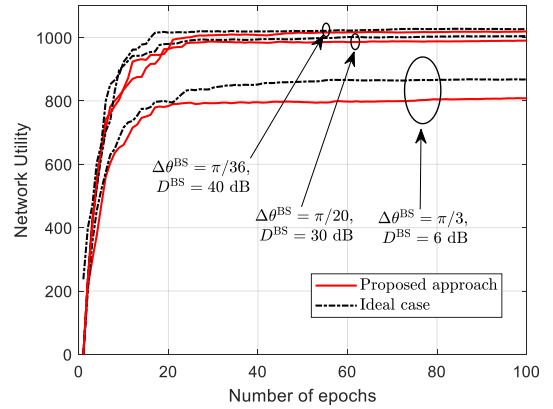 1000
800
600
400
200
0
Network Utility
Δθ^BS = π/36,
D^BS = 40 dB
Δθ^BS = π/20,
D^BS = 30 dB
Δθ^BS = π/3,
D^BS = 6 dB
Proposed approach
Ideal case
0 20 40 60 80 100
Number of epochs